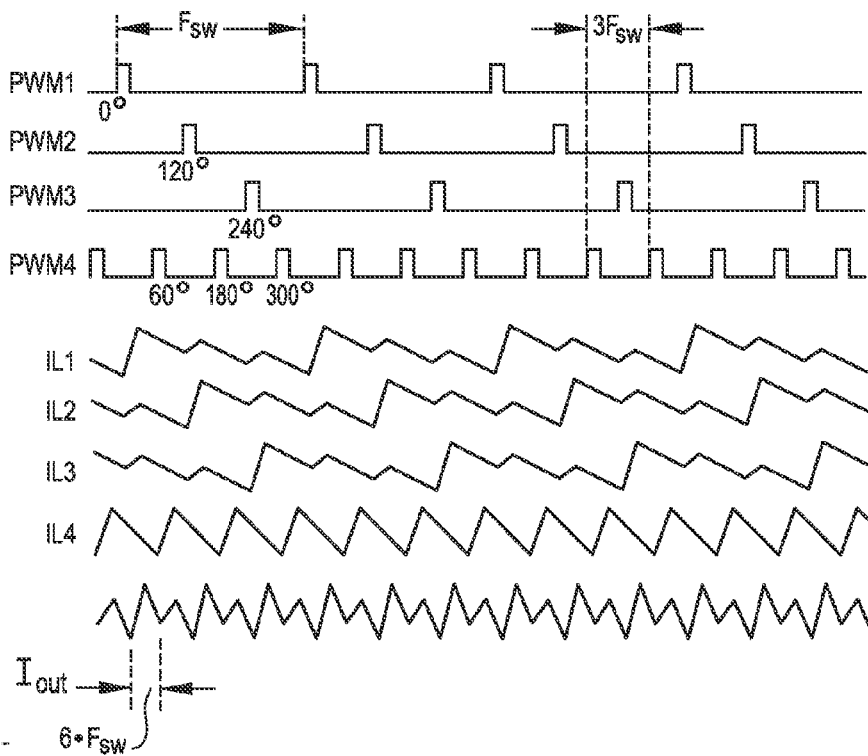 F_SW
3F_SW
PWM1
0°
PWM2
120°
PWM3
240°
PWM4
60° 180° 300°
IL1
IL2
IL3
IL4
I_out
6•F_SW